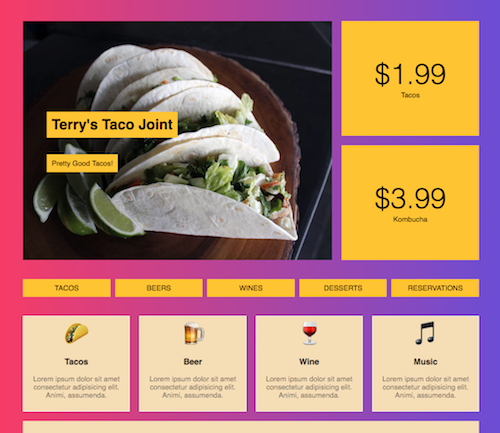 Terry's Taco Joint
Pretty Good Tacos!
$1.99
Tacos
$3.99
Kombucha
TACOS
BEERS
WINES
DESSERTS
RESERVATIONS
Tacos
Lorem ipsum dolor sit amet
consectetur adipisicing elit.
Animi, assumenda.
Beer
Lorem ipsum dolor sit amet
consectetur adipisicing elit.
Animi, assumenda.
Wine
Lorem ipsum dolor sit amet
consectetur adipisicing elit.
Animi, assumenda.
Music
Lorem ipsum dolor sit amet
consectetur adipisicing elit.
Animi, assumenda.